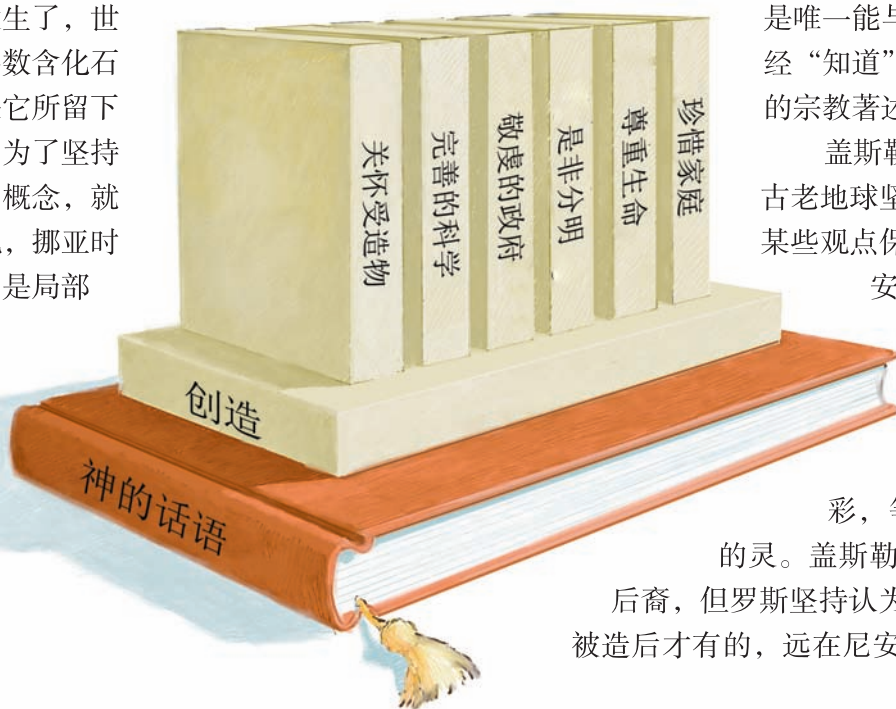 生了，世
数含化石
它所留下
为了坚持
概念，就
，挪亚时
是局部
关怀受造物
完善的科学
敬虔的政府
是非分明
尊重生命
珍惜家庭
创造
神的话语
是唯一能与
经“知道”
的宗教著述
盖斯勒
古老地球坚
某些观点保
安
彩，
的灵。盖斯勒
后裔，但罗斯坚持认为
被造后才有的，远在尼安